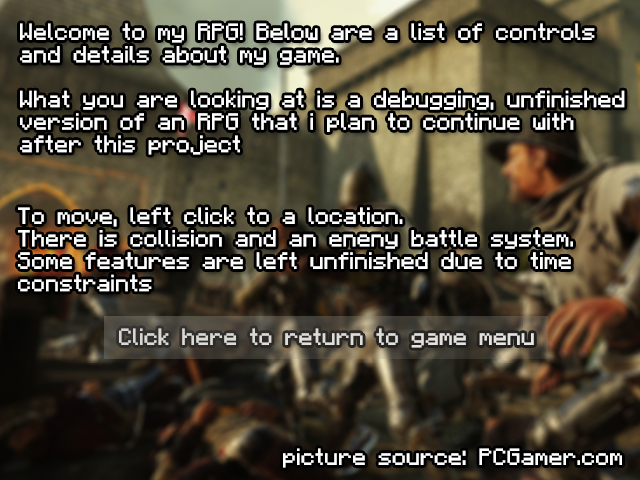 Welcome to my RPG! Below are a list of controls
and details about my game.
What you are looking at is a debugging, unfinished
version of an RPG that i plan to continue with
after this project
To move, left click to a location.
There is collision and an eneny battle system.
Some features are left unfinished due to time
constraints
Click here to return to game menu
picture source: PCGamer.com